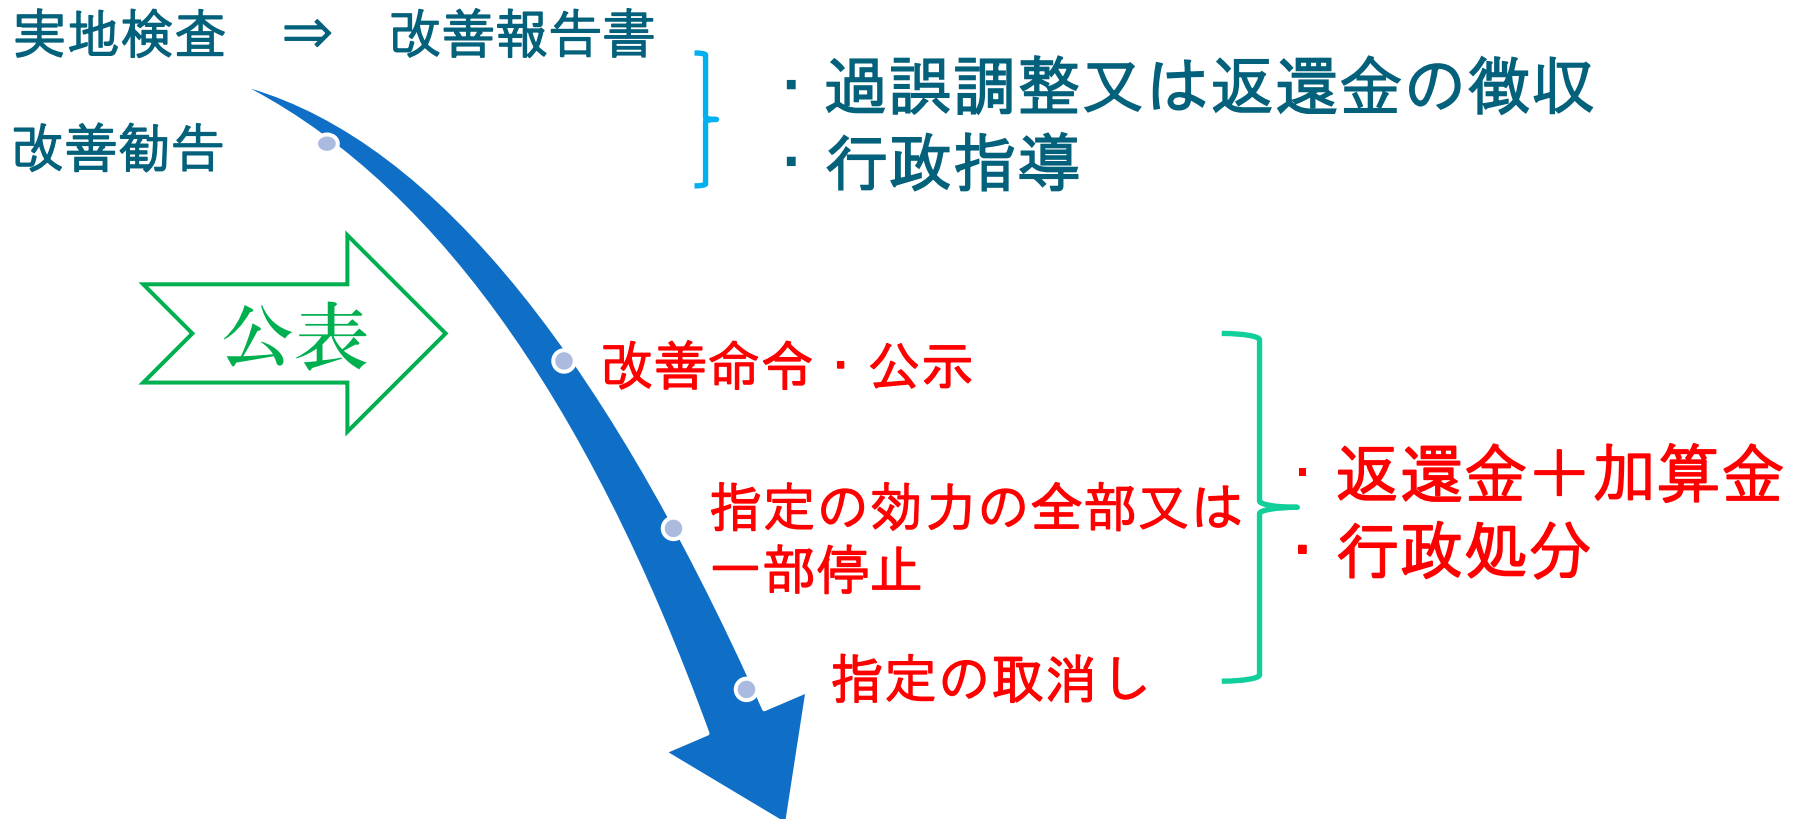 実地検査　⇒　改善報告書
改善勧告
・過誤調整又は返還金の徴収
・行政指導
公表
改善命令・公示
指定の効力の全部又は
一部停止
指定の取消し
・返還金＋加算金
・行政処分